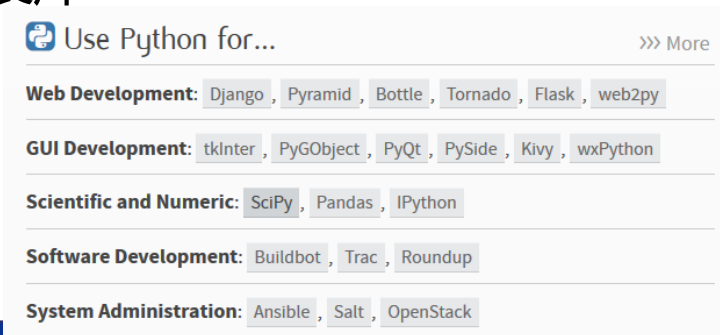 Use Python for...
>>> More
Web Development: Django , Pyramid , Bottle , Tornado , Flask , web2py
GUI Development: tkInter , PyGObject , PyQt , PySide , Kivy , wxPython
Scientific and Numeric: SciPy , Pandas , IPython
Software Development: Buildbot , Trac , Roundup
System Administration: Ansible , Salt , OpenStack